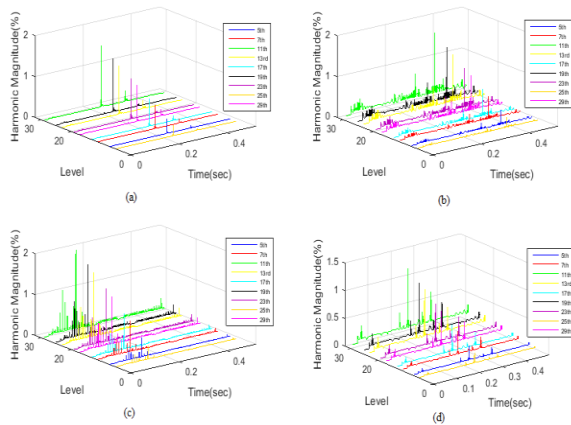 Harmonic Magnitude(%)
2
1
0
30
20
0
0
0.2
0.4
Level
Time(sec)
5th
7th
11th
13rd
17th
19th
23th
25th
29th
(a)
Harmonic Magnitude(%)
2
1
0
30
20
0
0
0.2
0.4
Level
Time(sec)
5th
7th
11th
13rd
17th
19th
23th
25th
29th
(b)
Harmonic Magnitude(%)
2
1
0
30
20
0
0
0.2
0.4
Level
Time(sec)
5th
7th
11th
13rd
17th
19th
23th
25th
29th
(c)
Harmonic Magnitude(%)
1.5
1
0.5
0
30
20
0
0
0.1
0.2
0.3
0.4
Level
Time(sec)
5th
7th
11th
13rd
17th
19th
23th
25th
29th
(d)